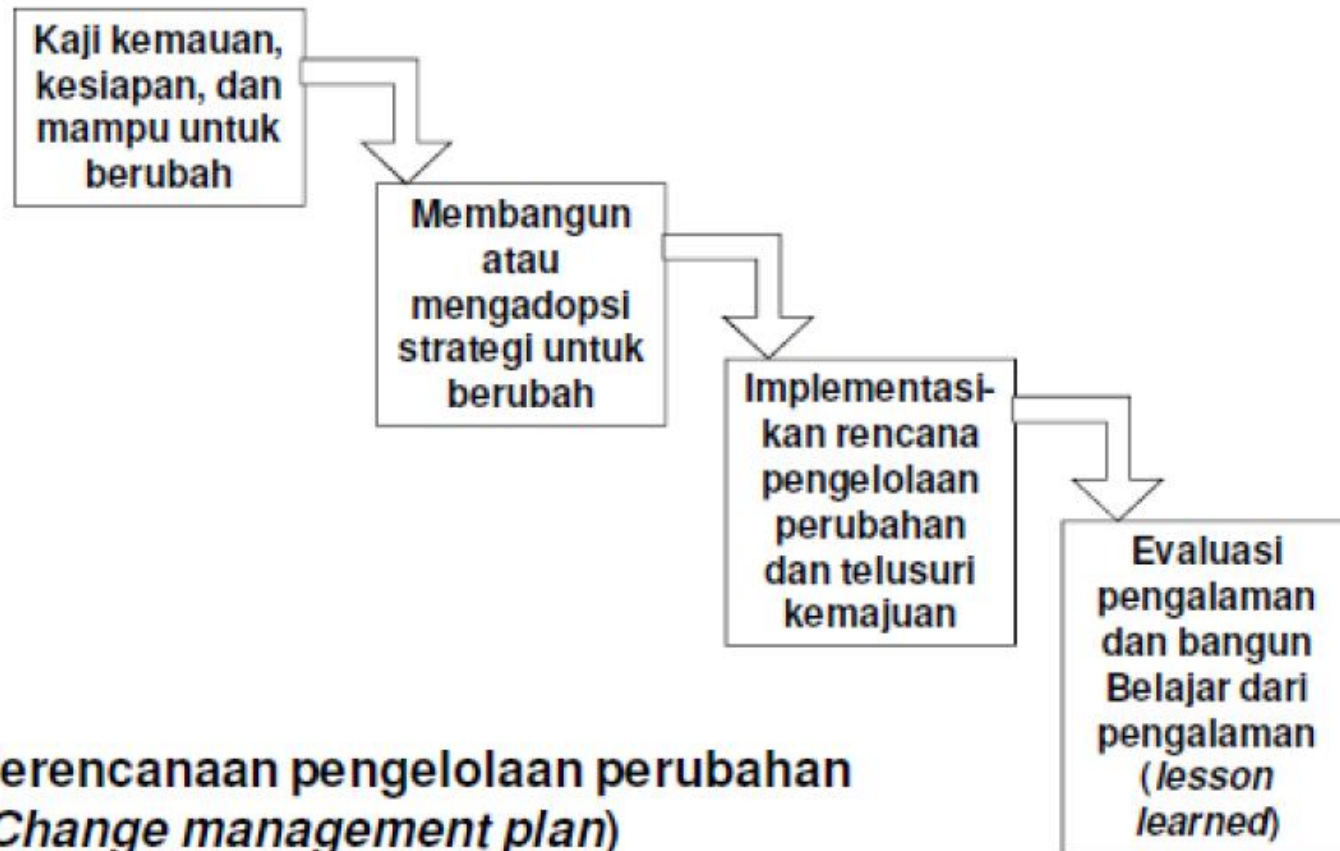 Kaji kemauan,
kesiapan, dan
mampu untuk
berubah
Membangun
atau
mengadopsi
strategi untuk
berubah
Implementasi-
kan rencana
pengelolaan
perubahan
dan telusuri
kemajuan
Evaluasi
pengalaman
dan bangun
Belajar dari
pengalaman
(lesson
learned)
erencanaan pengelolaan perubahan
Change management plan)